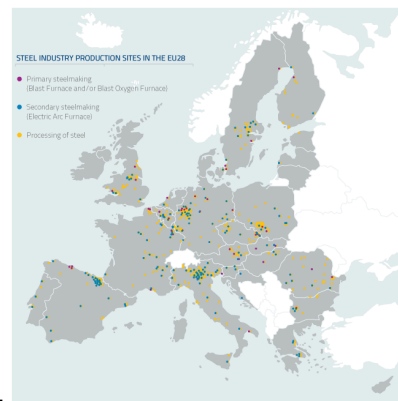 STEEL INDUSTRY PRODUCTION SITES IN THE EU28
Primary steelmaking
(Blast Furnace and/or Blast Oxygen Furnace)
Secondary steelmaking
(Electric Arc Furnace)
Processing of steel